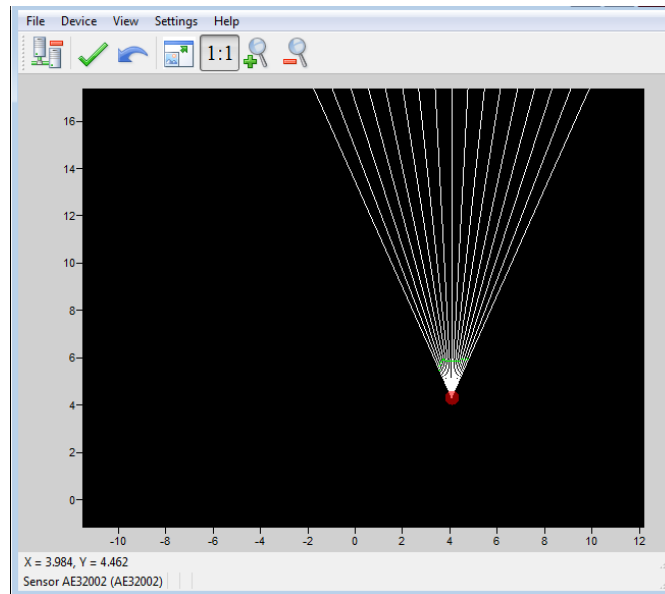 File Device View Settings Help
1:1
16
14
12
10
8
6
4
2
0
-10 -8 -6 -4 -2 0 2 4 6 8 10 12
X = 3.984, Y = 4.462
Sensor AE32002 (AE32002)